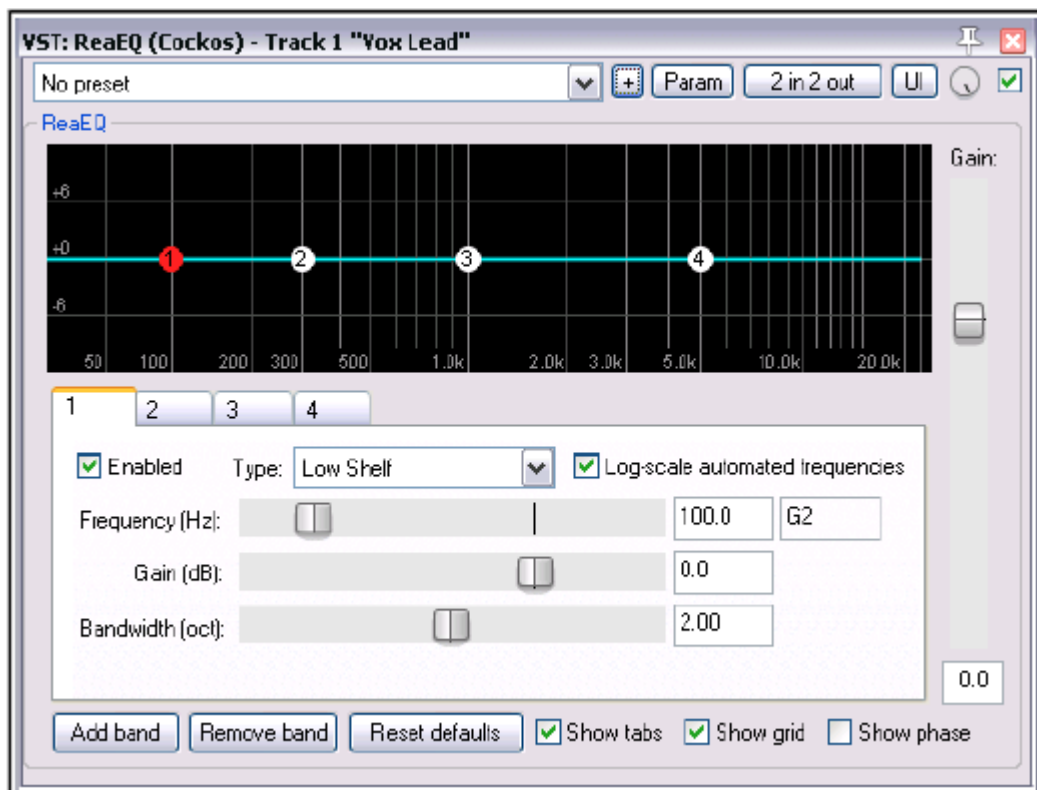 VST: ReaEQ (Cockos) - Track 1 "Vox Lead"
No preset + Param 2 in 2 out UI
ReaEQ
Gain:
+6
+0
-6
1 2 3 4
50 100 200 300 500 1.0k 2.0k 3.0k 5.0k 10.0k 20.0k
1 2 3 4
Enabled Type: Low Shelf Log-scale automated frequencies
Frequency (Hz): 100.0 G2
Gain (dB): 0.0
Bandwidth (oct): 2.00
0.0
Add band Remove band Reset defaults Show tabs Show grid Show phase